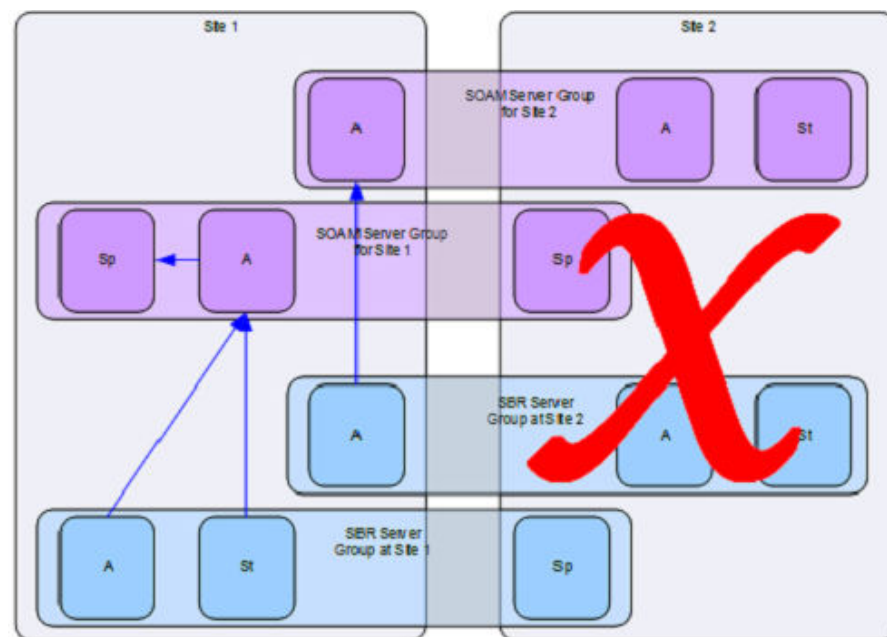 Site 1
Site 2
SOAM Server Group
for Site 2
A
A
St
SOAM Server Group
for Site 1
Sp
A
Sp
SBR Server
Group at Site 2
A
A
St
SBR Server
Group at Site 1
A
St
Sp